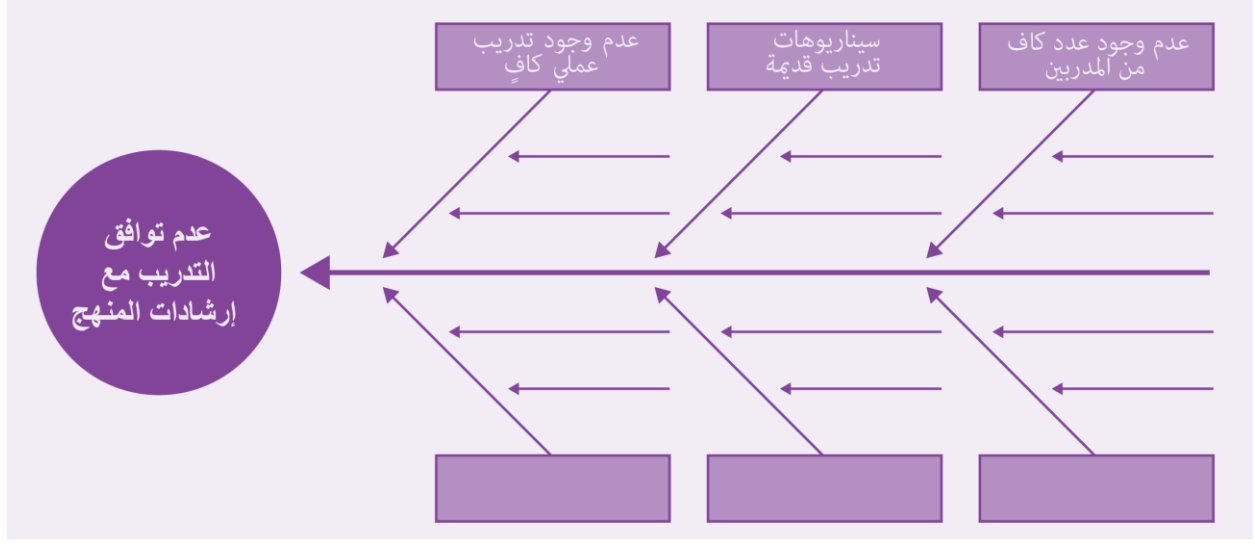 عدم وجود عدد كاف
من المدربين
سيناريوهات
تدريب قديمة
عدم وجود تدريب
عملي كافٍ
عدم توافق
التدريب مع
إرشادات المنهج